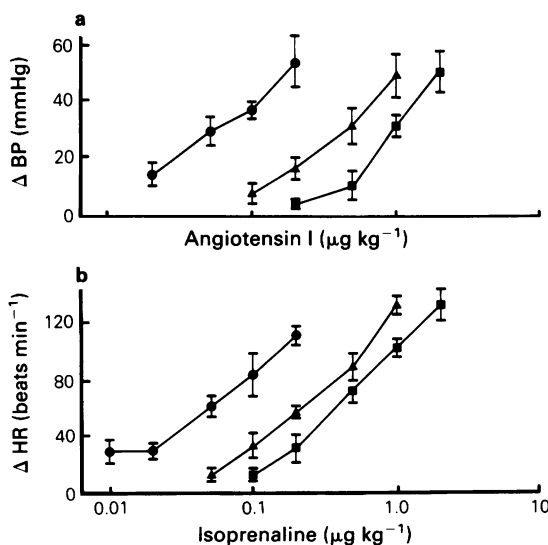 a
60
40
20
0
Δ BP (mmHg)
Angiotensin I (μg kg⁻¹)
b
120
80
40
0
Δ HR (beats min⁻¹)
0.01 0.1 1.0 10
Isoprenaline (μg kg⁻¹)